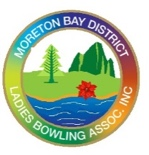 MORETON BAY DISTRICT
LADIES BOWLING ASSOC. INC